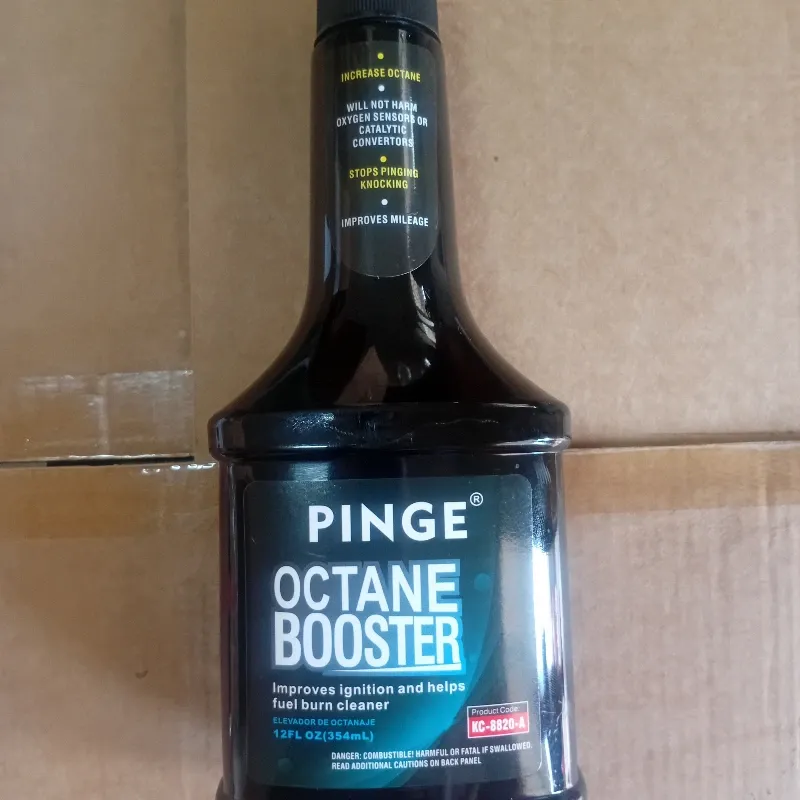 INCREASE OCTANE
WILL NOT HARM
OXYGEN SENSORS OR
CATALYTIC
CONVERTORS
STOPS PINGING
KNOCKING
IMPROVES MILEAGE
PINGE®
OCTANE
BOOSTER
Improves ignition and helps
fuel burn cleaner
ELEVADOR DE OCTANAJE
12FL OZ(354mL)
Product Code:
KC-8820-A
DANGER: COMBUSTIBLE! HARMFUL OR FATAL IF SWALLOWED.
READ ADDITIONAL CAUTIONS ON BACK PANEL